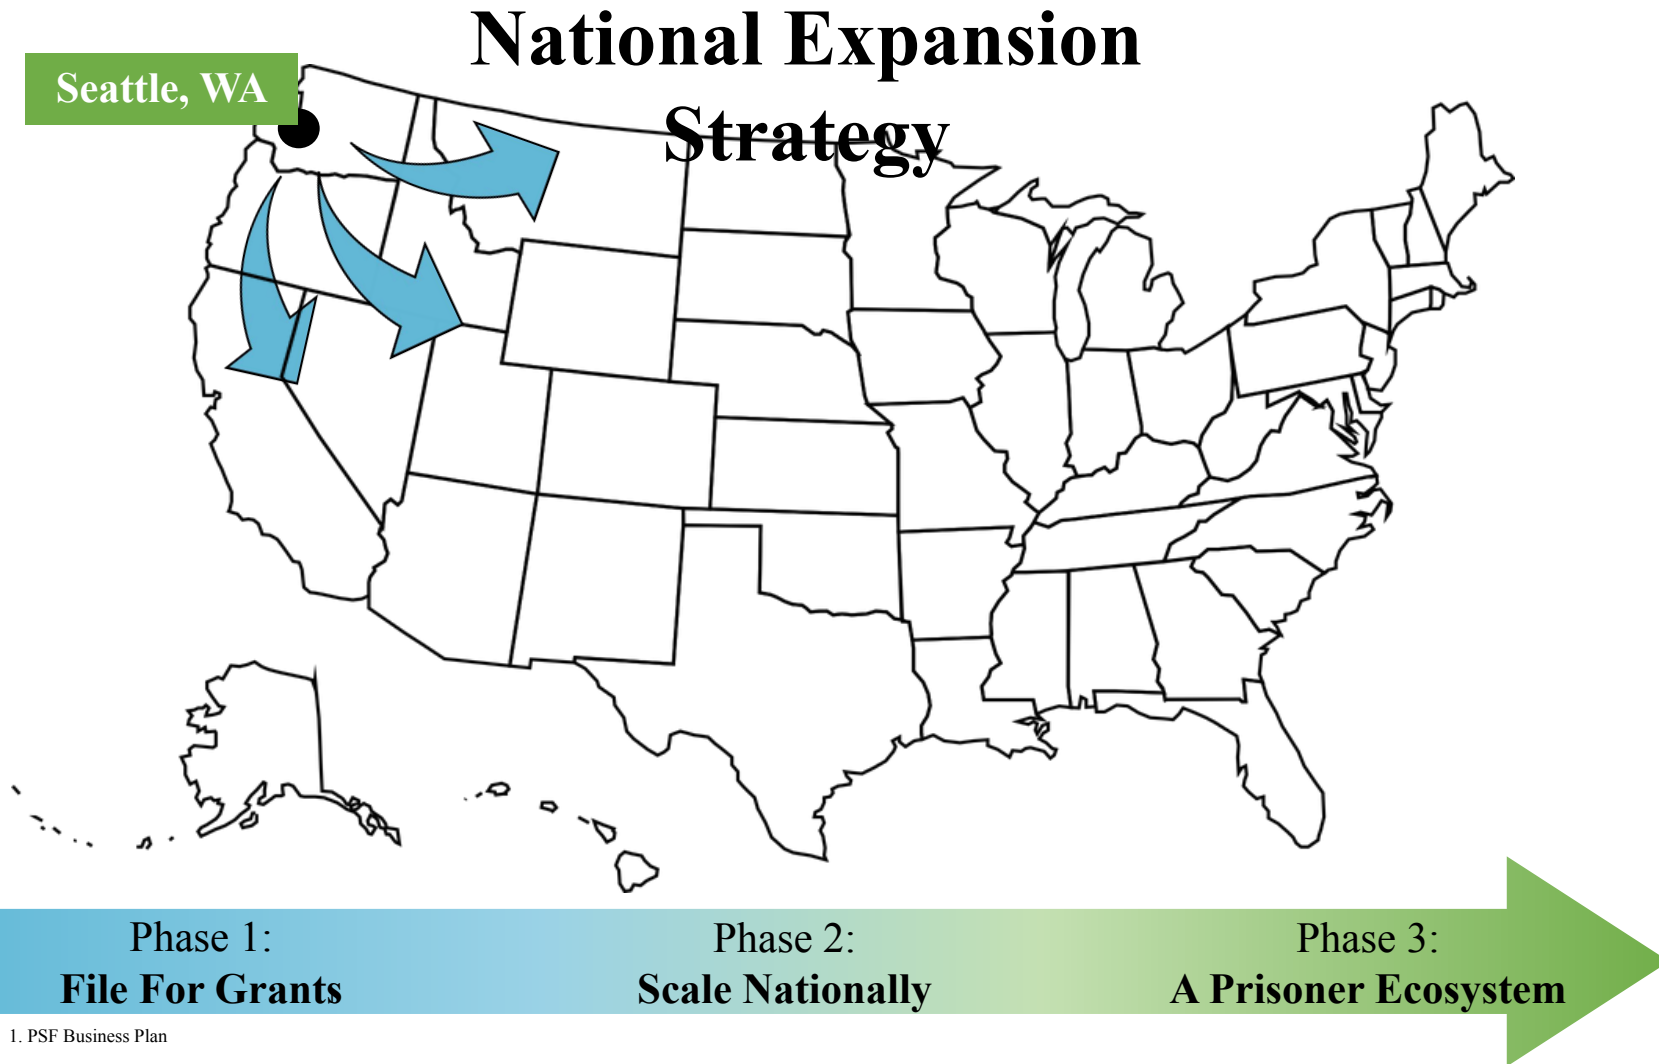 National Expansion
Strategy
Seattle, WA
Phase 1:
File For Grants
Phase 2:
Scale Nationally
Phase 3:
A Prisoner Ecosystem
1. PSF Business Plan